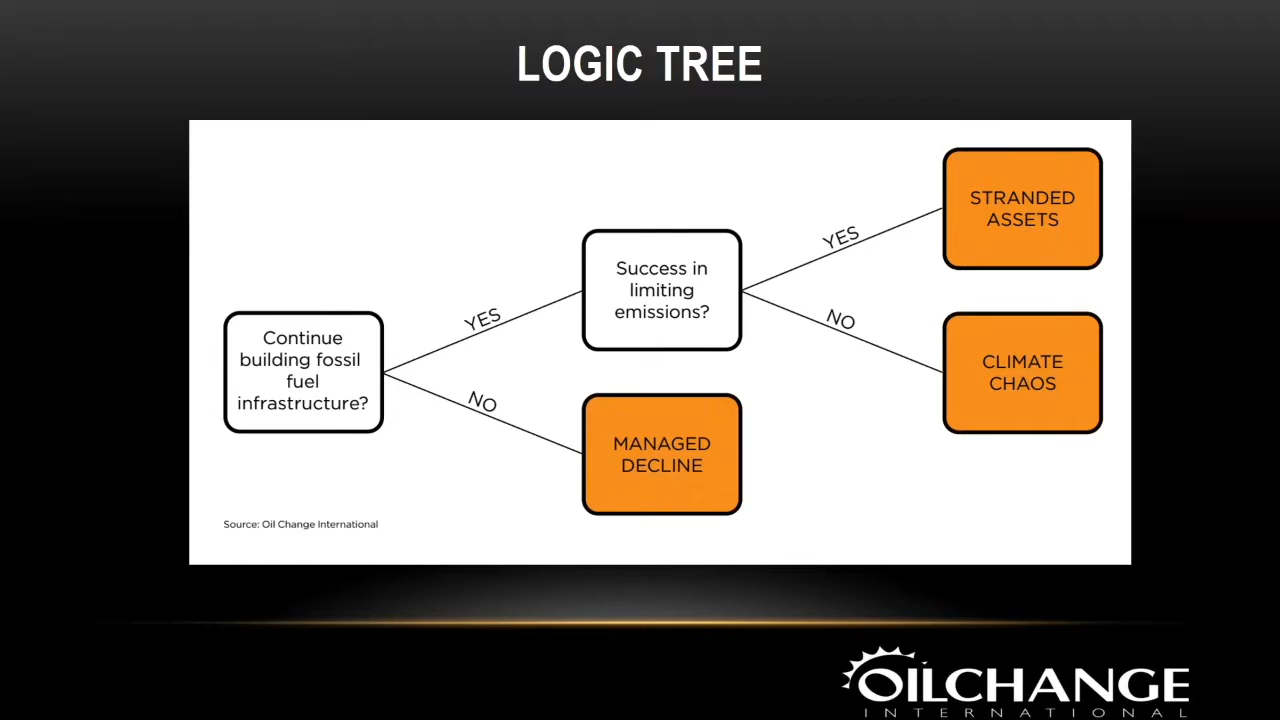 LOGIC TREE
Continue
building fossil
fuel
infrastructure?
YES
NO
Success in
limiting
emissions?
MANAGED
DECLINE
YES
NO
STRANDED
ASSETS
CLIMATE
CHAOS
Source: Oil Change International
OILCHANGE
INTERNATIONAL